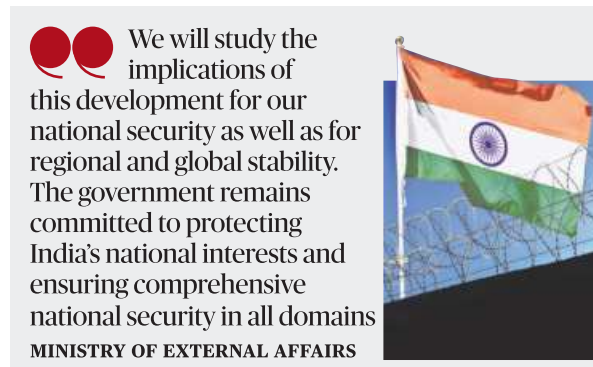 We will study the
implications of
this development for our
national security as well as for
regional and global stability.
The government remains
committed to protecting
India's national interests and
ensuring comprehensive
national security in all domains
MINISTRY OF EXTERNAL AFFAIRS